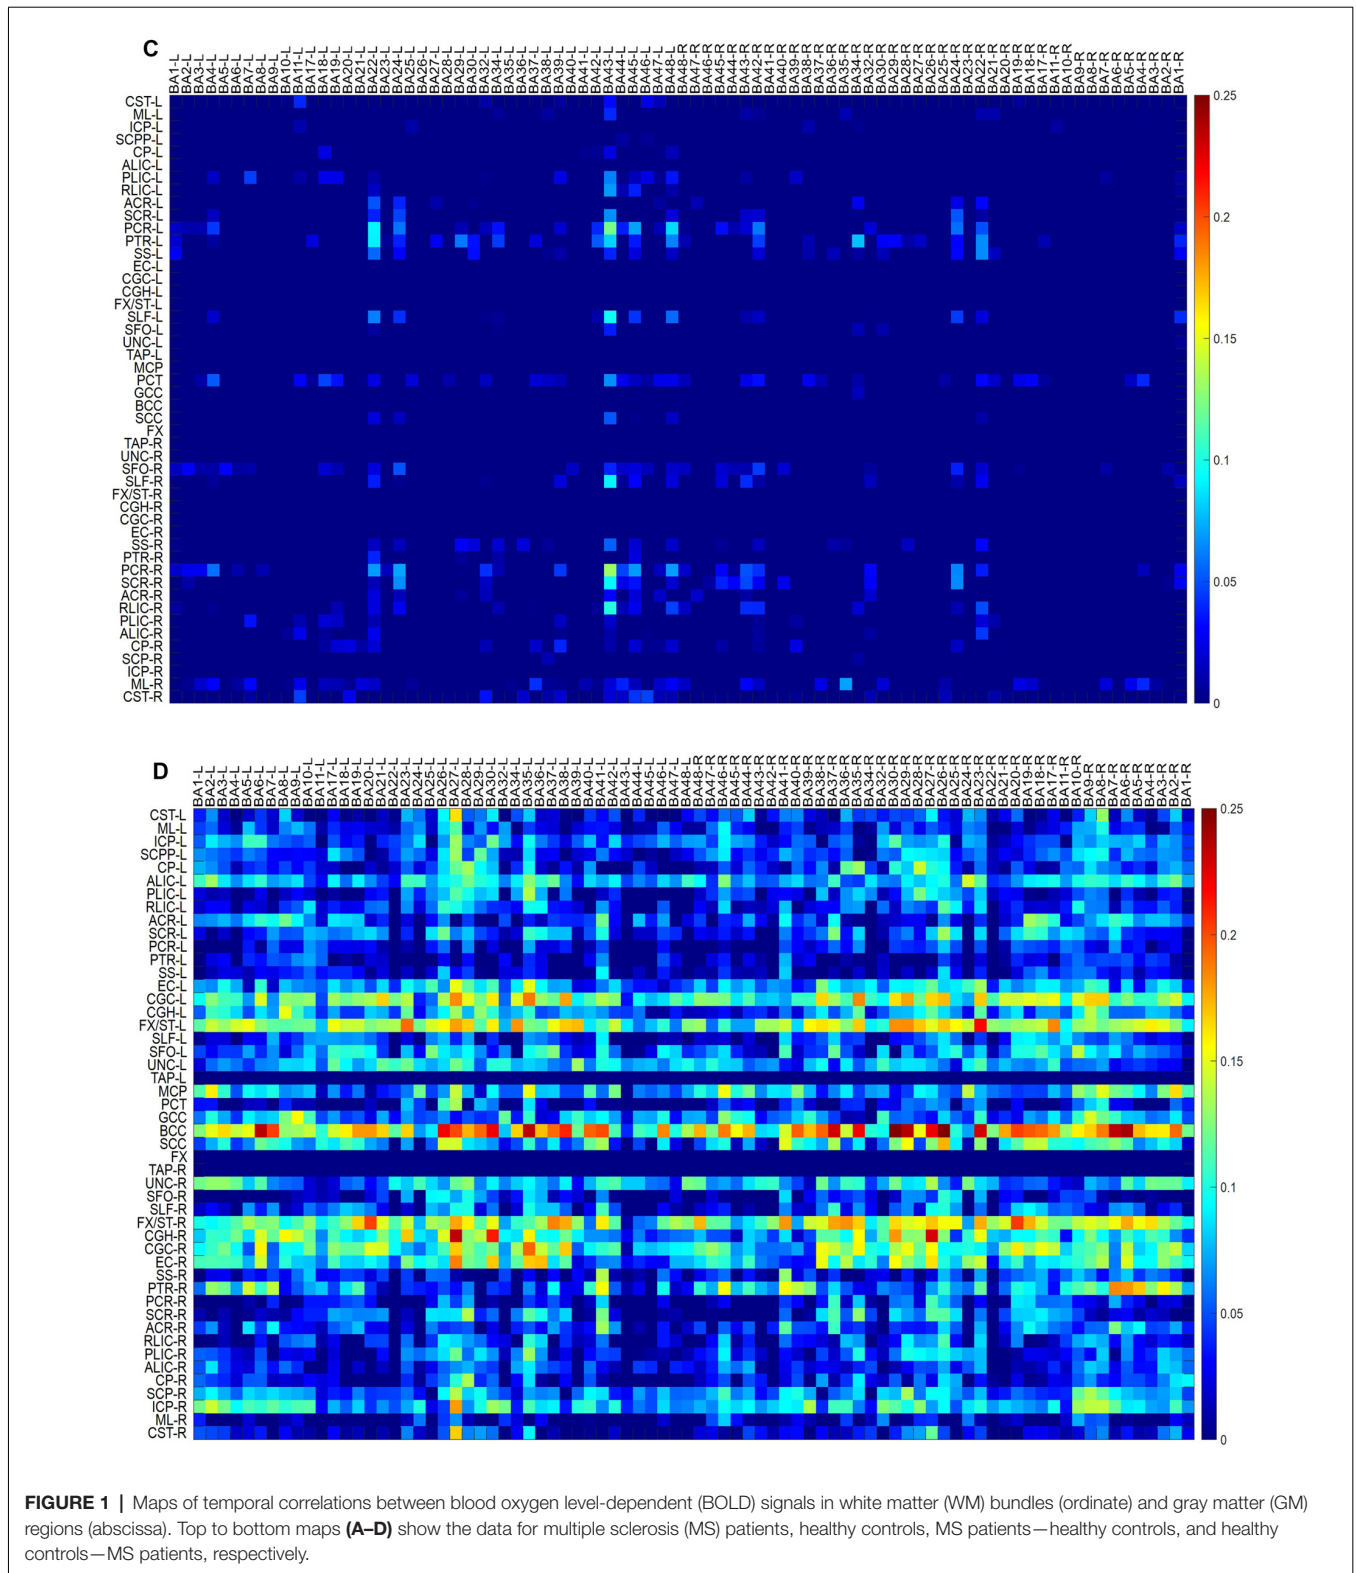 C
BA1-L BA2-L BA3-L BA4-L BA5-L BA6-L BA7-L BA8-L BA9-L BA10-L BA11-L BA17-L BA18-L BA19-L BA20-L BA21-L BA22-L BA23-L BA24-L BA25-L BA26-L BA27-L BA28-L BA29-L BA30-L BA32-L BA34-L BA35-L BA36-L BA37-L BA38-L BA39-L BA40-L BA41-L BA42-L BA43-L BA44-L BA45-L BA46-L BA47-L BA48-L BA48-R BA47-R BA46-R BA45-R BA44-R BA43-R BA42-R BA41-R BA40-R BA39-R BA38-R BA37-R BA36-R BA35-R BA34-R BA32-R BA30-R BA29-R BA28-R BA27-R BA26-R BA25-R BA24-R BA23-R BA22-R BA21-R BA20-R BA19-R BA18-R BA17-R BA11-R BA10-R BA9-R BA8-R BA7-R BA6-R BA5-R BA4-R BA3-R BA2-R BA1-R
CST-L
ML-L
ICP-L
SCPP-L
CP-L
ALIC-L
PLIC-L
RLIC-L
ACR-L
SCR-L
PCR-L
PTR-L
SS-L
EC-L
CGC-L
CGH-L
FX/ST-L
SLF-L
SFO-L
UNC-L
TAP-L
MCP
PCT
GCC
BCC
SCC
FX
TAP-R
UNC-R
SFO-R
SLF-R
FX/ST-R
CGH-R
CGC-R
EC-R
SS-R
PTR-R
PCR-R
SCR-R
ACR-R
RLIC-R
PLIC-R
ALIC-R
CP-R
SCP-R
ICP-R
ML-R
CST-R
0.25
0.2
0.15
0.1
0.05
0
D
BA1-L BA2-L BA3-L BA4-L BA5-L BA6-L BA7-L BA8-L BA9-L BA10-L BA11-L BA17-L BA18-L BA19-L BA20-L BA21-L BA22-L BA23-L BA24-L BA25-L BA26-L BA27-L BA28-L BA29-L BA30-L BA32-L BA34-L BA35-L BA36-L BA37-L BA38-L BA39-L BA40-L BA41-L BA42-L BA43-L BA44-L BA45-L BA46-L BA47-L BA48-L BA48-R BA47-R BA46-R BA45-R BA44-R BA43-R BA42-R BA41-R BA40-R BA39-R BA38-R BA37-R BA36-R BA35-R BA34-R BA32-R BA30-R BA29-R BA28-R BA27-R BA26-R BA25-R BA24-R BA23-R BA22-R BA21-R BA20-R BA19-R BA18-R BA17-R BA11-R BA10-R BA9-R BA8-R BA7-R BA6-R BA5-R BA4-R BA3-R BA2-R BA1-R
CST-L
ML-L
ICP-L
SCPP-L
CP-L
ALIC-L
PLIC-L
RLIC-L
ACR-L
SCR-L
PCR-L
PTR-L
SS-L
EC-L
CGC-L
CGH-L
FX/ST-L
SLF-L
SFO-L
UNC-L
TAP-L
MCP
PCT
GCC
BCC
SCC
FX
TAP-R
UNC-R
SFO-R
SLF-R
FX/ST-R
CGH-R
CGC-R
EC-R
SS-R
PTR-R
PCR-R
SCR-R
ACR-R
RLIC-R
PLIC-R
ALIC-R
CP-R
SCP-R
ICP-R
ML-R
CST-R
0.25
0.2
0.15
0.1
0.05
0
FIGURE 1 | Maps of temporal correlations between blood oxygen level-dependent (BOLD) signals in white matter (WM) bundles (ordinate) and gray matter (GM)
regions (abscissa). Top to bottom maps (A–D) show the data for multiple sclerosis (MS) patients, healthy controls, MS patients—healthy controls, and healthy
controls—MS patients, respectively.